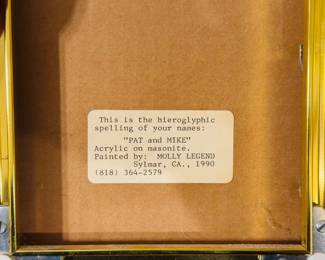 This is the hieroglyphic
spelling of your names:
"PAT and MIKE"
Acrylic on masonite.
Painted by: MOLLY LEGEND
Sylmar, CA., 1990
(818) 364-2579